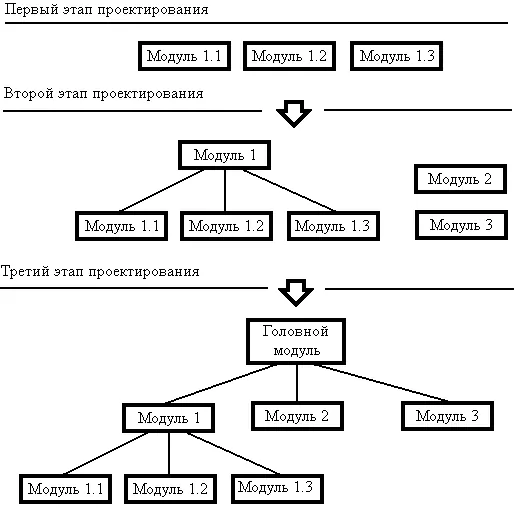 Первый этап проектирования
Модуль 1.1 Модуль 1.2 Модуль 1.3
Второй этап проектирования
Модуль 1
Модуль 2
Модуль 1.1 Модуль 1.2 Модуль 1.3 Модуль 3
Третий этап проектирования
Головной
модуль
Модуль 1 Модуль 2 Модуль 3
Модуль 1.1 Модуль 1.2 Модуль 1.3